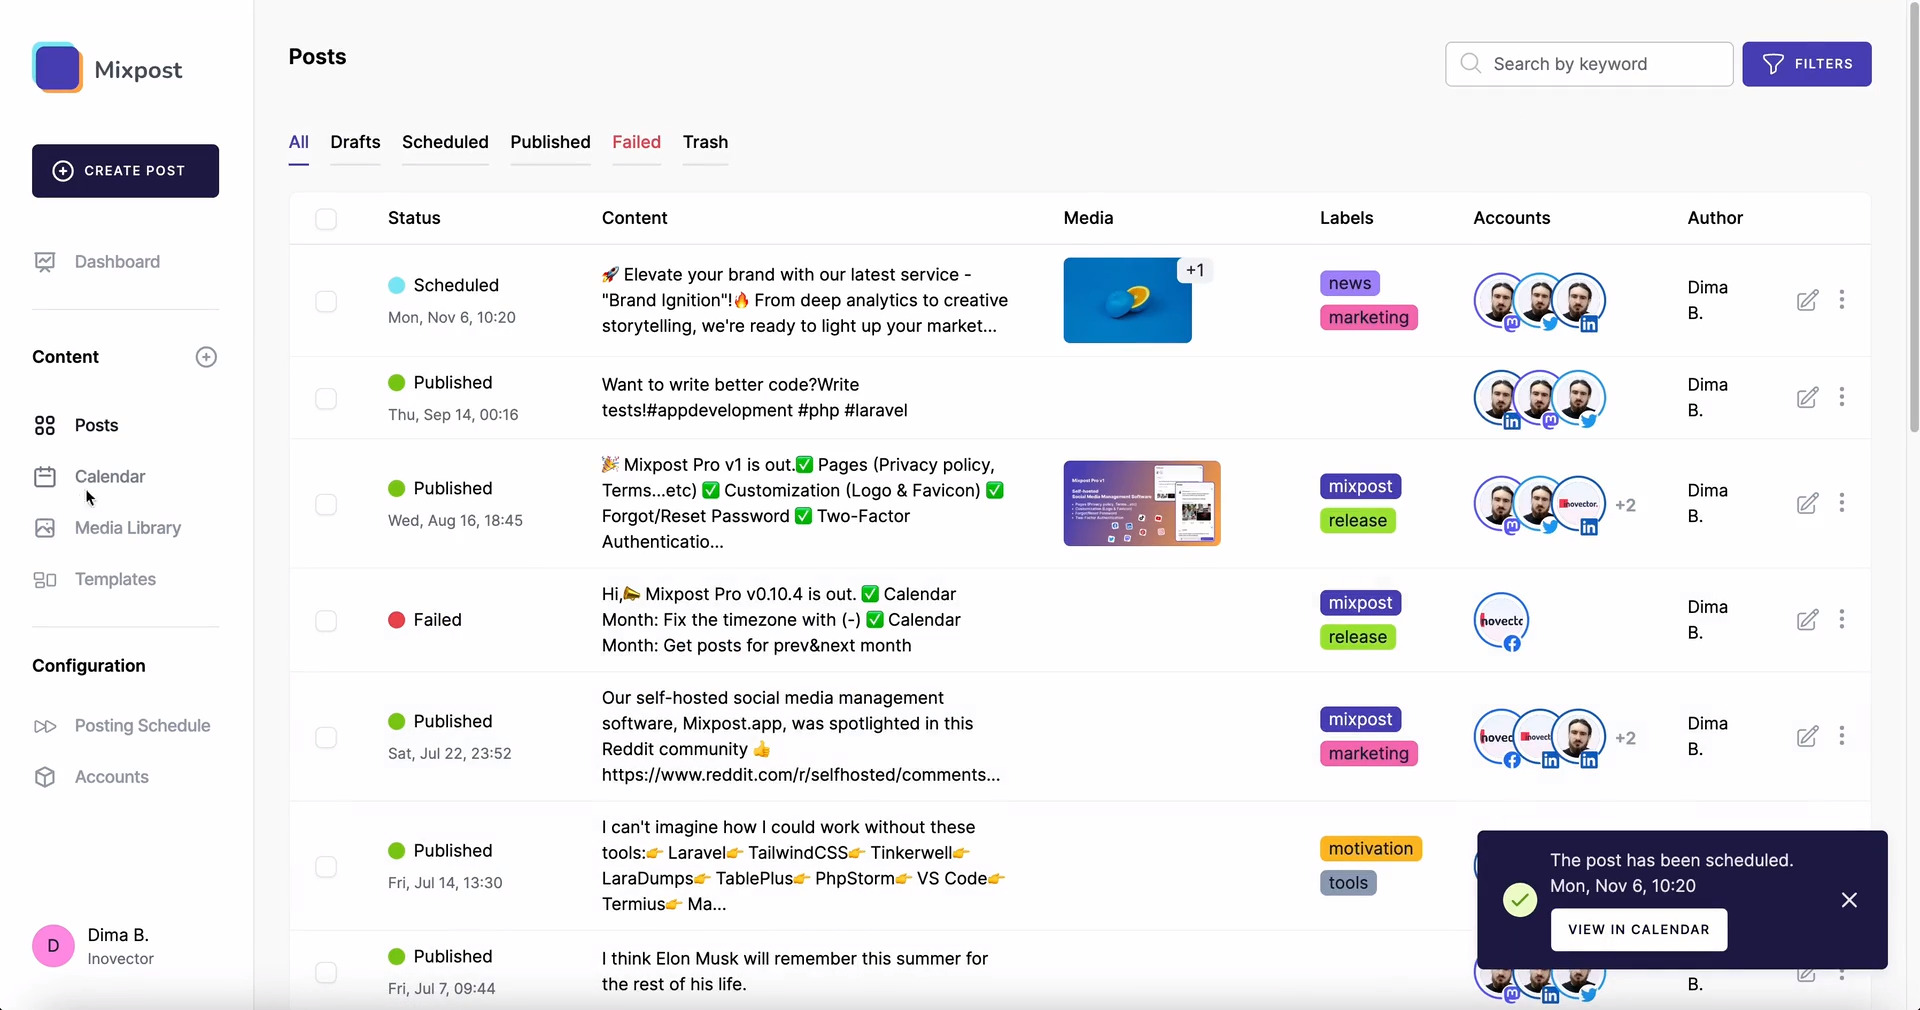 Mixpost
CREATE POST
Dashboard
Content
Posts
Calendar
Media Library
Templates
Configuration
Posting Schedule
Accounts
D
Dima B.
Inovector
Posts
Search by keyword
FILTERS
All Drafts Scheduled Published Failed Trash
Status Content Media Labels Accounts Author
Scheduled
Mon, Nov 6, 10:20
🚀 Elevate your brand with our latest service -
"Brand Ignition"!🔥 From deep analytics to creative
storytelling, we're ready to light up your market...
+1
news
marketing
Dima
B.
Published
Thu, Sep 14, 00:16
Want to write better code?Write
tests!#appdevelopment #php #laravel
Dima
B.
Published
Wed, Aug 16, 18:45
🎉 Mixpost Pro v1 is out.✅ Pages (Privacy policy,
Terms...etc) ✅ Customization (Logo & Favicon) ✅
Forgot/Reset Password ✅ Two-Factor
Authenticatio...
Mixpost Pro v1
mixpost
release
inovector.
+2
Dima
B.
Failed
Hi,📣 Mixpost Pro v0.10.4 is out. ✅ Calendar
Month: Fix the timezone with (-) ✅ Calendar
Month: Get posts for prev&next month
mixpost
release
Dima
B.
Published
Sat, Jul 22, 23:52
Our self-hosted social media management
software, Mixpost.app, was spotlighted in this
Reddit community 👍
https://www.reddit.com/r/selfhosted/comments...
mixpost
marketing
+2
Dima
B.
Published
Fri, Jul 14, 13:30
I can't imagine how I could work without these
tools:👉 Laravel👉 TailwindCSS👉 Tinkerwell👉
LaraDumps👉 TablePlus👉 PhpStorm👉 VS Code👉
Termius👉 Ma...
motivation
tools
Published
Fri, Jul 7, 09:44
I think Elon Musk will remember this summer for
the rest of his life.
B.
The post has been scheduled.
Mon, Nov 6, 10:20
VIEW IN CALENDAR